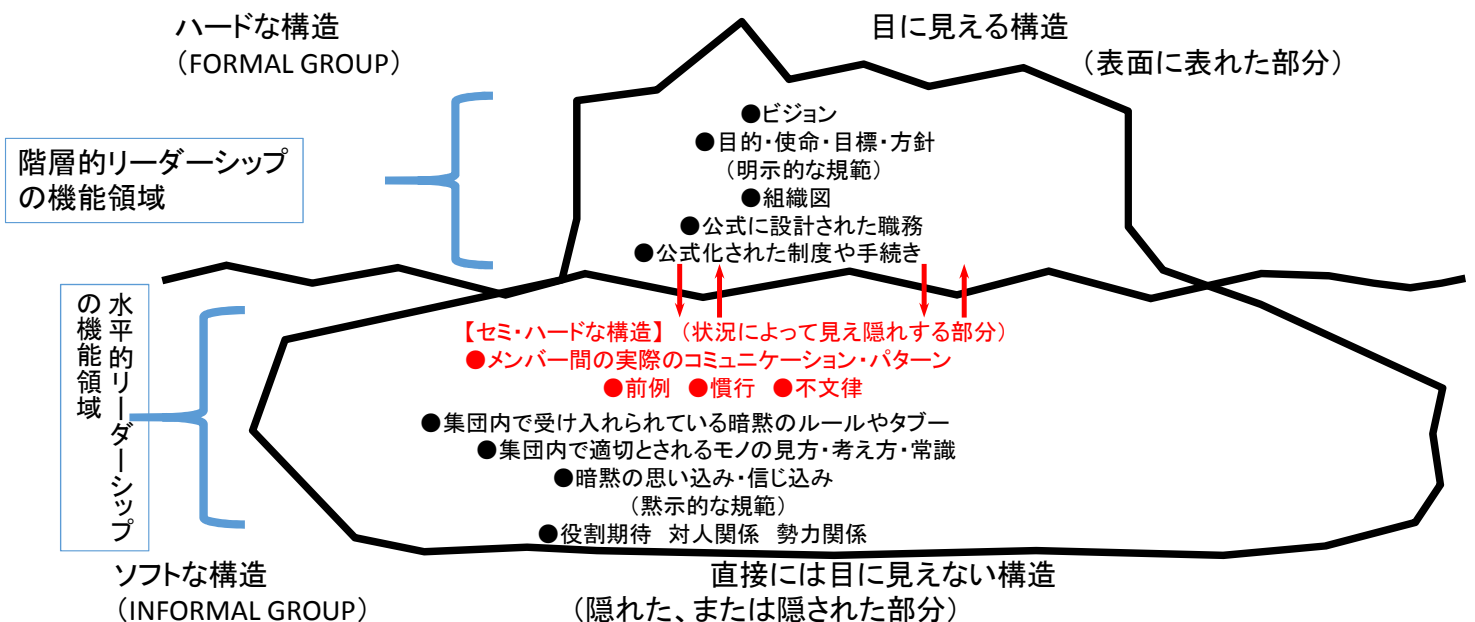 ハードな構造
（FORMAL GROUP）
目に見える構造
（表面に表れた部分）
階層的リーダーシップ
の機能領域
●ビジョン
●目的・使命・目標・方針
（明示的な規範）
●組織図
●公式に設計された職務
●公式化された制度や手続き
水平的リーダーシップ
の機能領域
【セミ・ハードな構造】（状況によって見え隠れする部分）
●メンバー間の実際のコミュニケーション・パターン
●前例 ●慣行 ●不文律
●集団内で受け入れられている暗黙のルールやタブー
●集団内で適切とされるモノの見方・考え方・常識
●暗黙の思い込み・信じ込み
（黙示的な規範）
●役割期待 対人関係 勢力関係
ソフトな構造
（INFORMAL GROUP）
直接には目に見えない構造
（隠れた、または隠された部分）